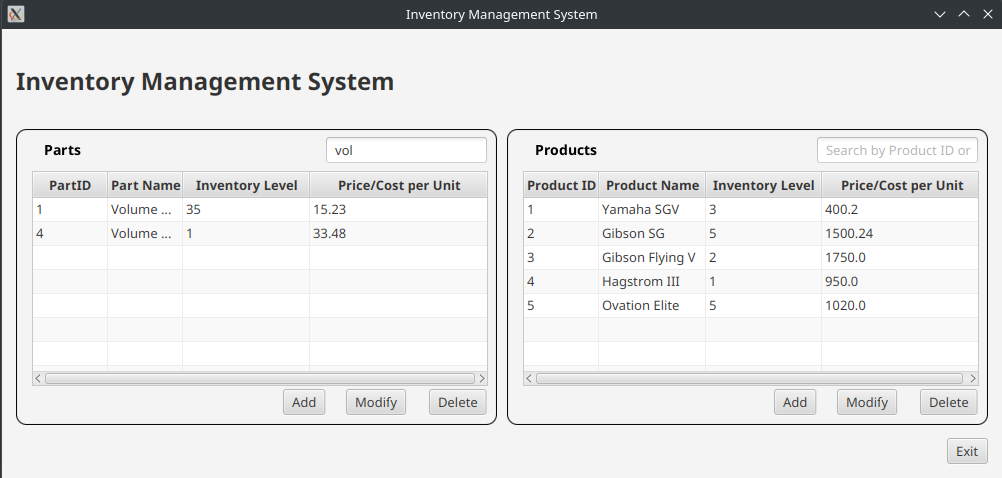 Inventory Management System
Inventory Management System
Parts
vol
PartID Part Name Inventory Level Price/Cost per Unit
1 Volume ... 35 15.23
4 Volume ... 1 33.48
Add Modify Delete
Products
Search by Product ID or
Product ID Product Name Inventory Level Price/Cost per Unit
1 Yamaha SGV 3 400.2
2 Gibson SG 5 1500.24
3 Gibson Flying V 2 1750.0
4 Hagstrom III 1 950.0
5 Ovation Elite 5 1020.0
Add Modify Delete
Exit